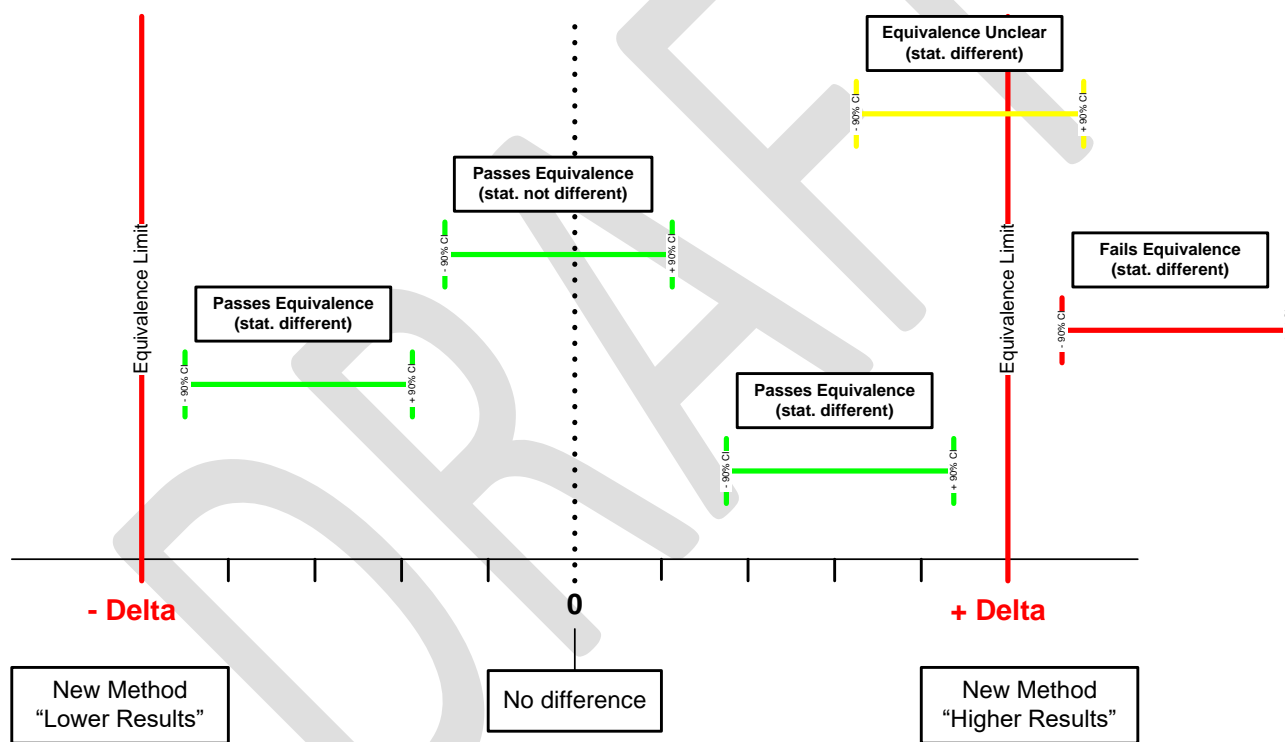 Equivalence Unclear
(stat. different)
- 90% CI
+ 90% CI
Passes Equivalence
(stat. not different)
- 90% CI
+ 90% CI
Equivalence Limit
Equivalence Limit
Fails Equivalence
(stat. different)
- 90% CI
Passes Equivalence
(stat. different)
- 90% CI
+ 90% CI
Passes Equivalence
(stat. different)
- 90% CI
+ 90% CI
- Delta
0
+ Delta
New Method
“Lower Results”
No difference
New Method
“Higher Results”
DRAFT